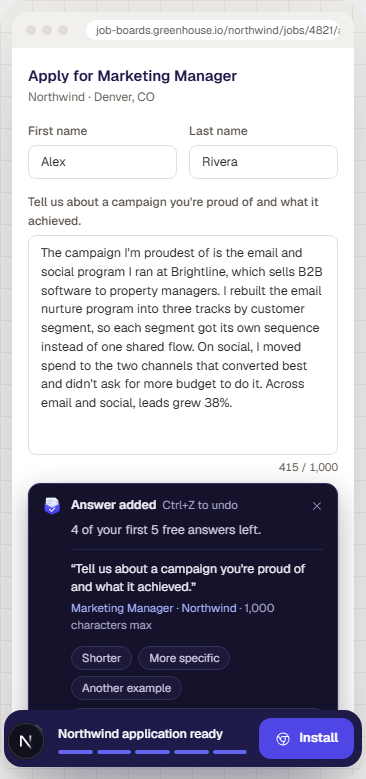 job-boards.greenhouse.io/northwind/jobs/4821/
Apply for Marketing Manager
Northwind · Denver, CO
First name
Last name
Alex
Rivera
Tell us about a campaign you're proud of and what it
achieved.
The campaign I'm proudest of is the email and
social program I ran at Brightline, which sells B2B
software to property managers. I rebuilt the email
nurture program into three tracks by customer
segment, so each segment got its own sequence
instead of one shared flow. On social, I moved
spend to the two channels that converted best
and didn't ask for more budget to do it. Across
email and social, leads grew 38%.
415 / 1,000
Answer added Ctrl+Z to undo
4 of your first 5 free answers left.
“Tell us about a campaign you're proud of
and what it achieved.”
Marketing Manager · Northwind · 1,000
characters max
Shorter
More specific
Another example
N
Northwind application ready
Install